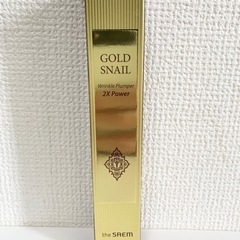 GOLD
SNAIL
Wrinkle Plumper
2X Power
the SAEM